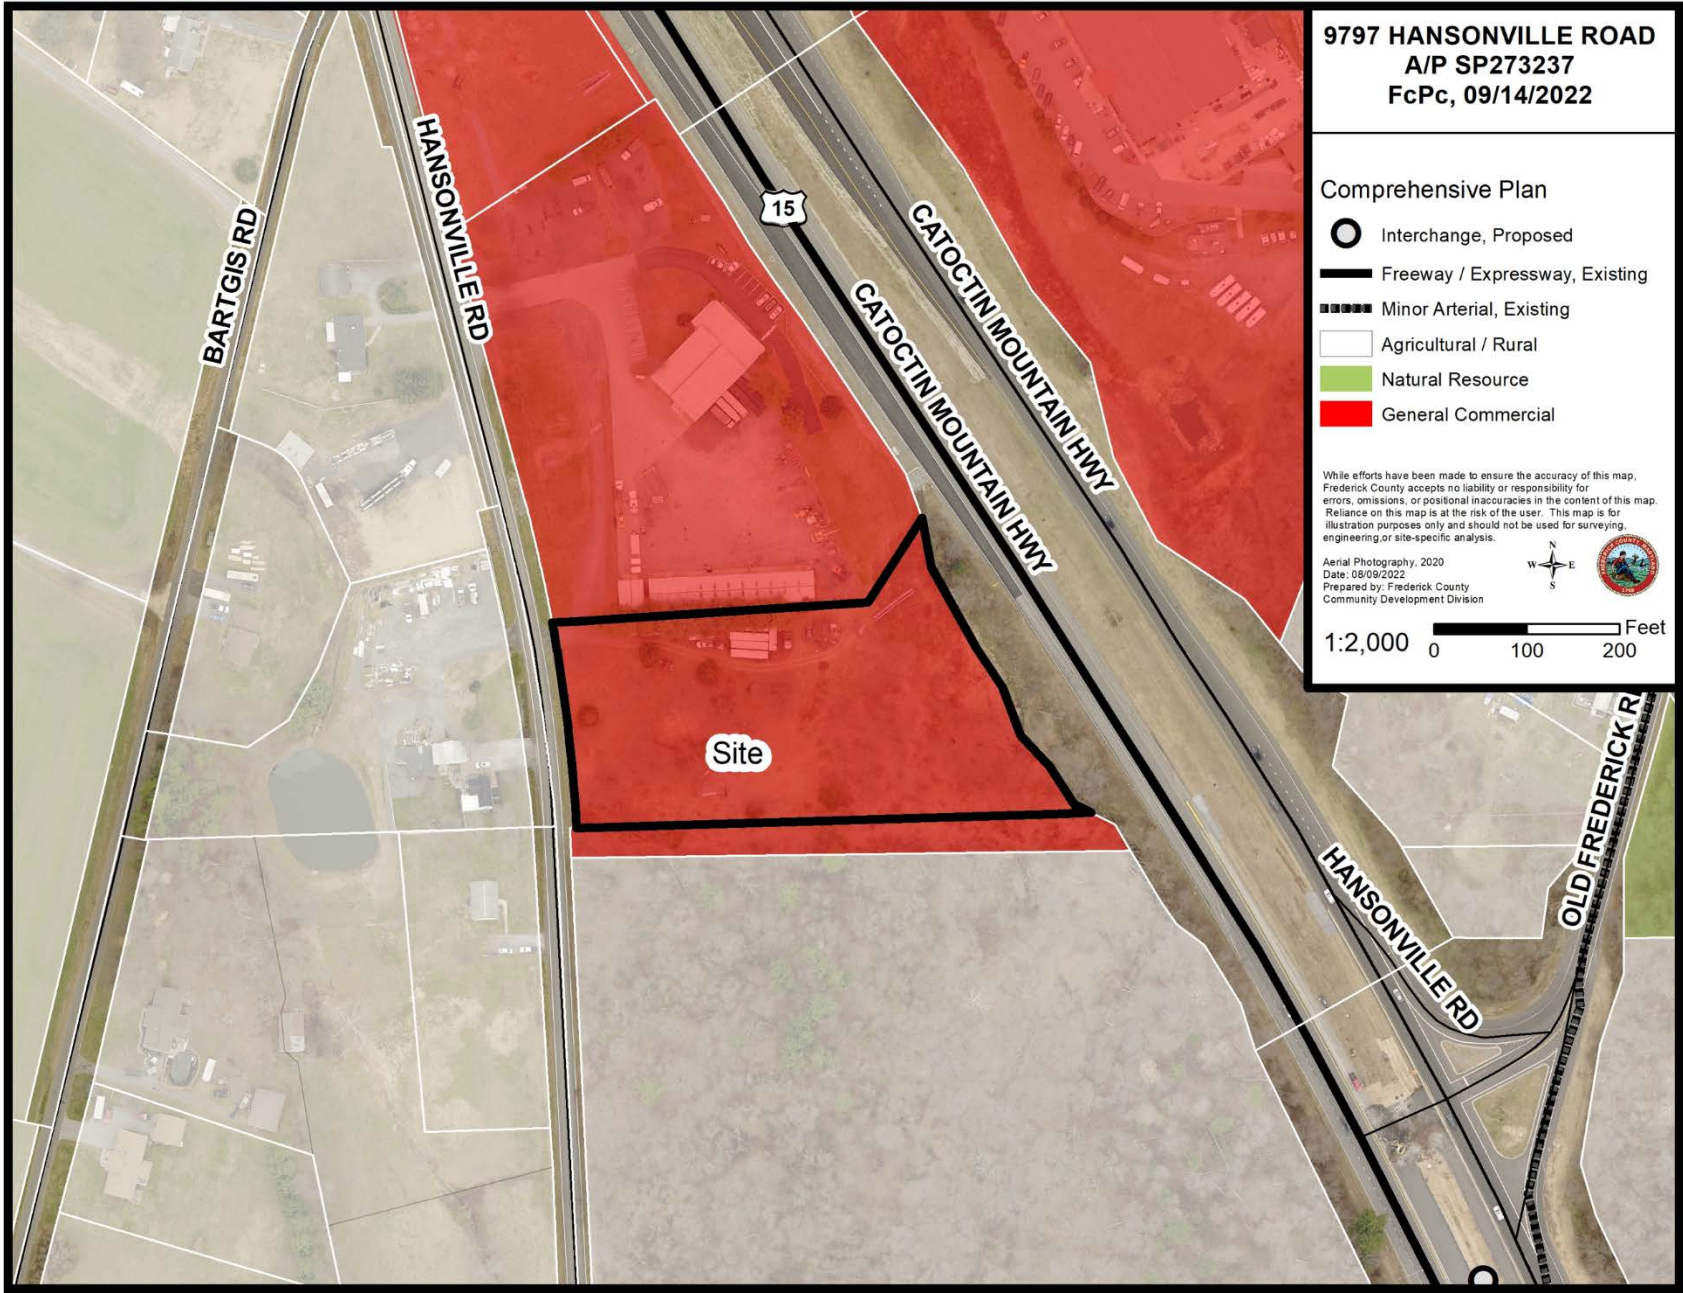 9797 HANSONVILLE ROAD
A/P SP273237
FcPc, 09/14/2022
Comprehensive Plan
Interchange, Proposed
Freeway / Expressway, Existing
Minor Arterial, Existing
Agricultural / Rural
Natural Resource
General Commercial
While efforts have been made to ensure the accuracy of this map,
Frederick County accepts no liability or responsibility for
errors, omissions, or positional inaccuracies in the content of this map.
Reliance on this map is at the risk of the user. This map is for
illustration purposes only and should not be used for surveying,
engineering,or site-specific analysis.
Aerial Photography, 2020
Date: 08/09/2022
Prepared by: Frederick County
Community Development Division
N
W E
S
1:2,000
Feet
0 100 200
BARTGIS RD
HANSONVILLE RD
15
CATOCTIN MOUNTAIN HWY
CATOCTIN MOUNTAIN HWY
Site
HANSONVILLE RD
OLD FREDERICK R